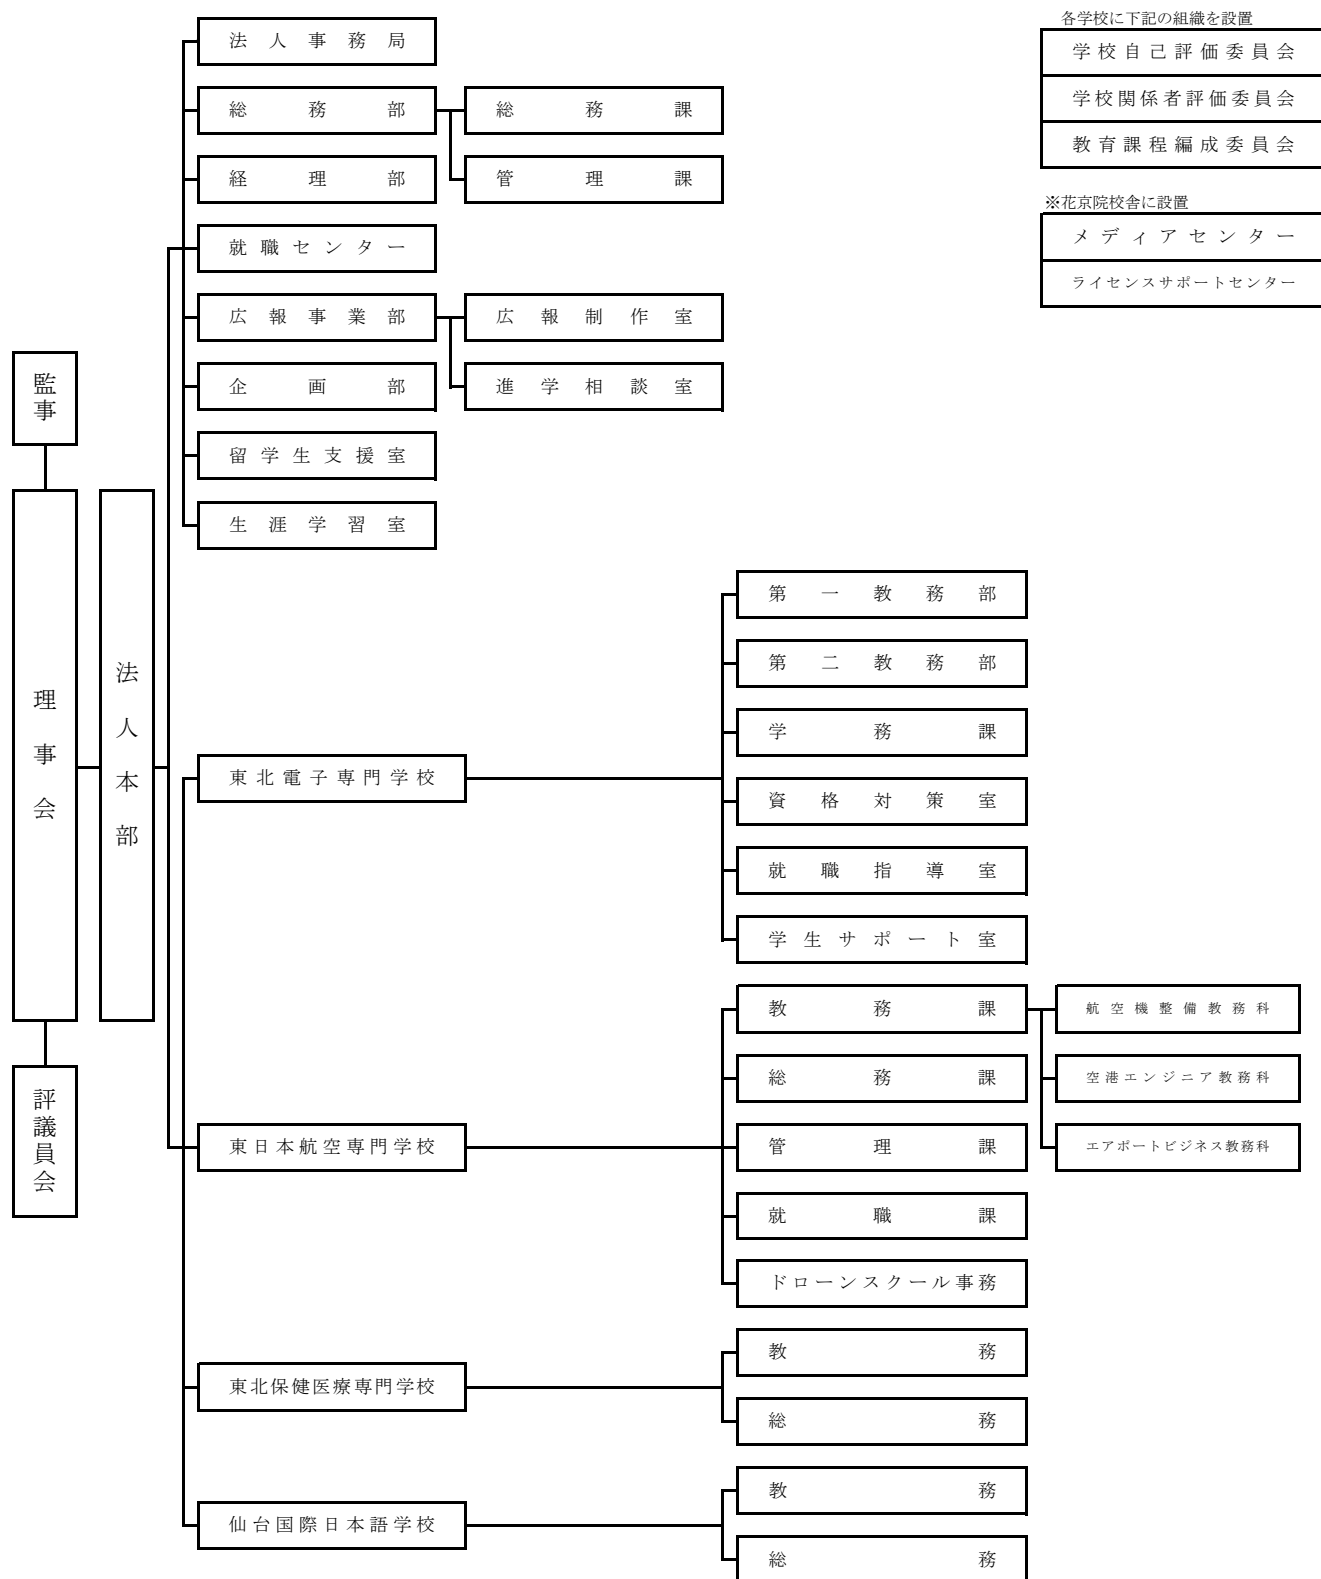 法人事務局
総務部
総務課
経理部
管理課
就職センター
広報事業部
広報制作室
企画部
進学相談室
留学生支援室
生涯学習室
各学校に下記の組織を設置
学校自己評価委員会
学校関係者評価委員会
教育課程編成委員会
※花京院校舎に設置
メディアセンター
ライセンスサポートセンター
監事
理事会
評議員会
法人本部
東北電子専門学校
第一教務部
第二教務部
学務課
資格対策室
就職指導室
学生サポート室
東日本航空専門学校
教務課
航空機整備教務科
空港エンジニア教務科
エアポートビジネス教務科
総務課
管理課
就職課
ドローンスクール事務
東北保健医療専門学校
教務
総務
仙台国際日本語学校
教務
総務